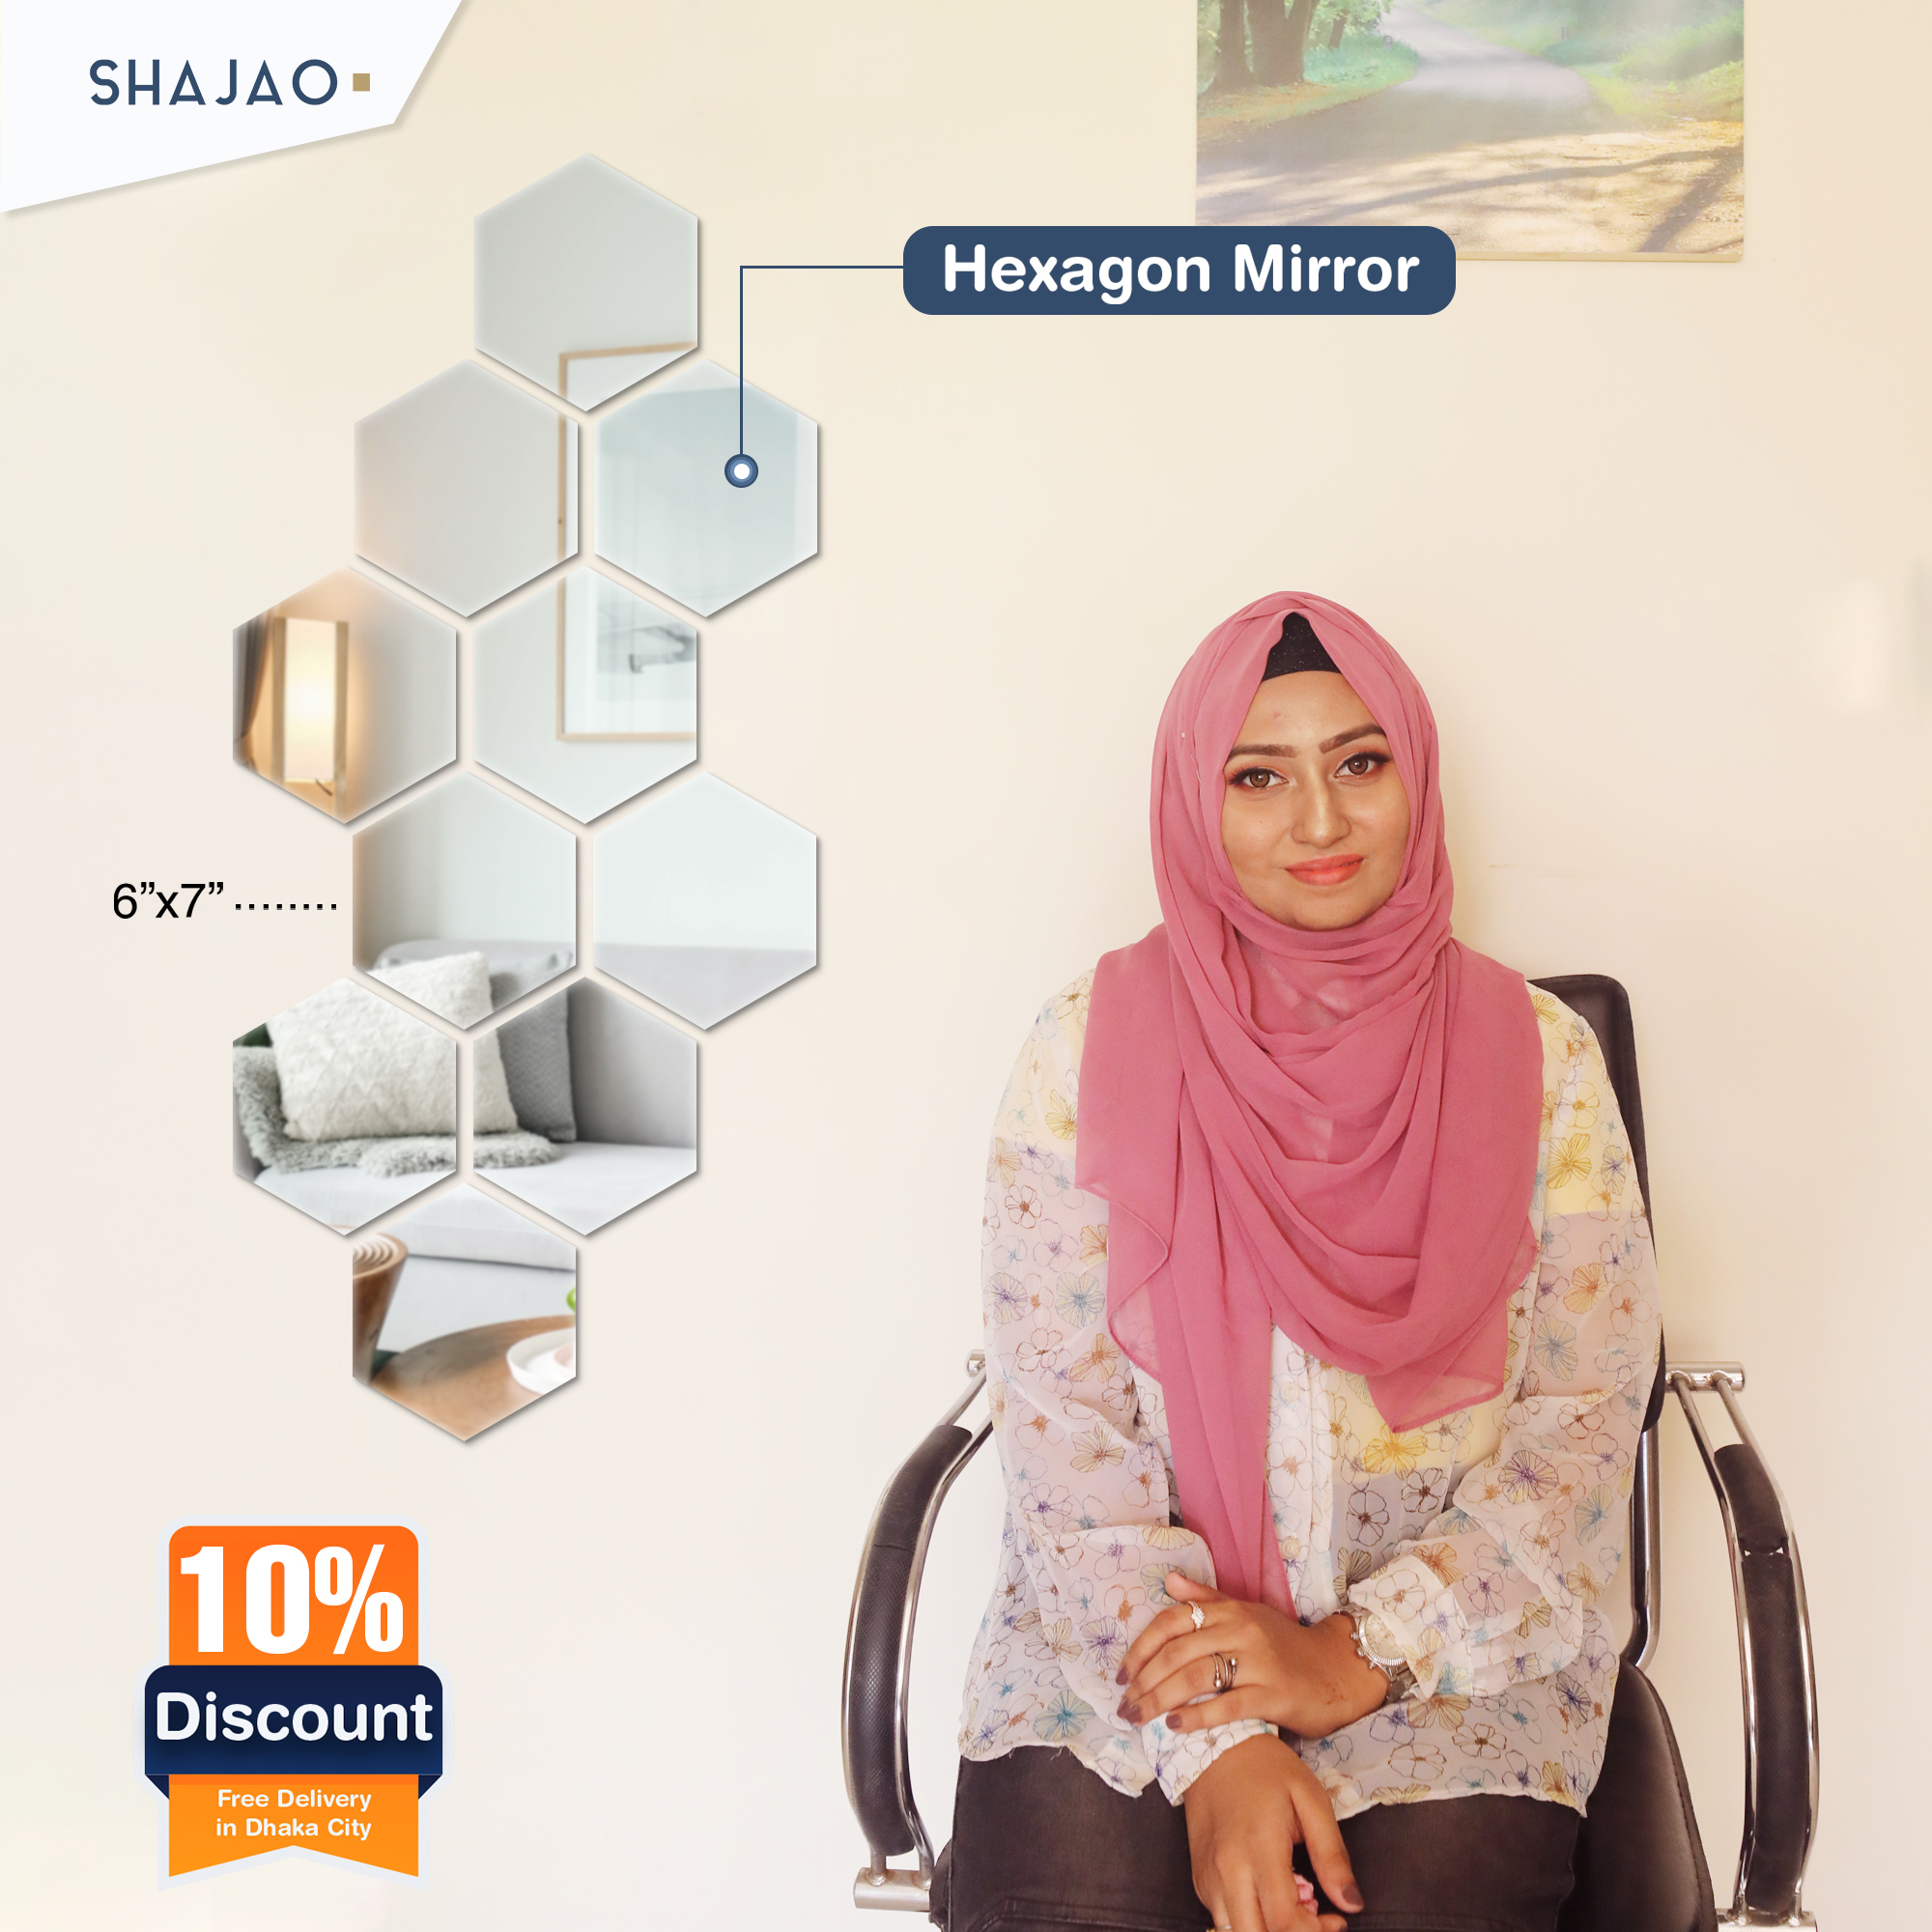 SHAJAO
Hexagon Mirror
6”x7”
10%
Discount
Free Delivery
in Dhaka City